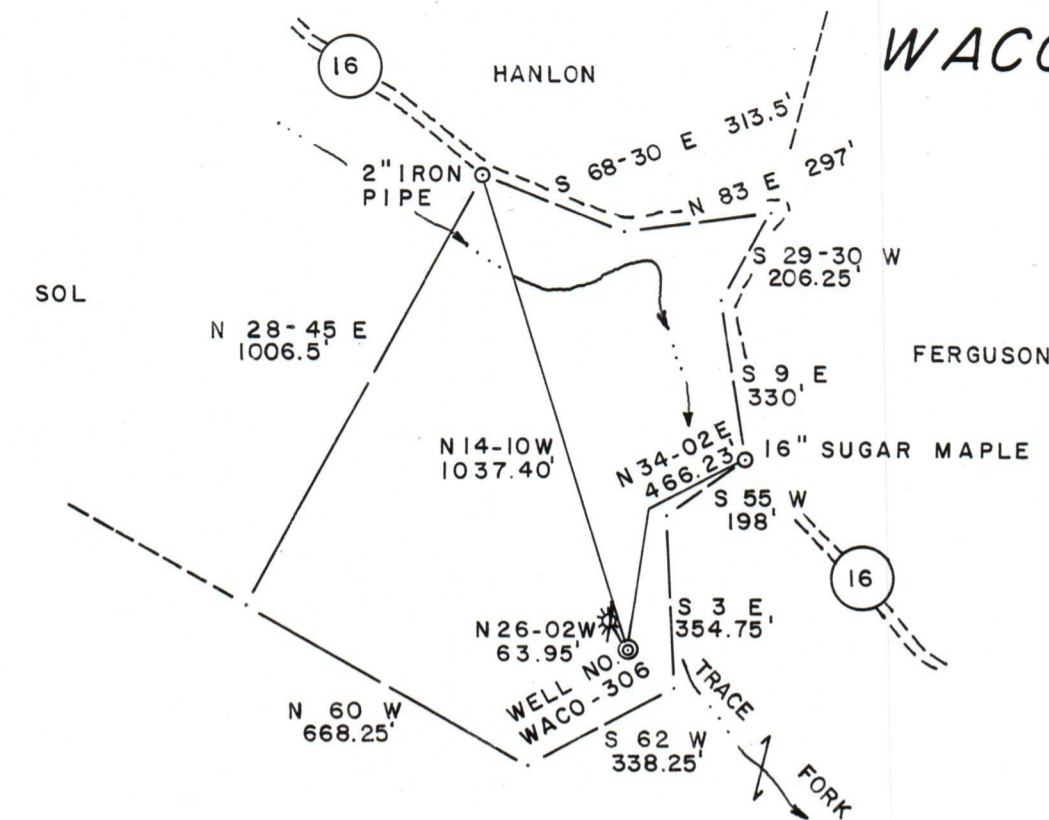 WACO
16
HANLON
S 68-30 E 313.5'
2" IRON
PIPE
N 83 E 297'
S 29-30 W
206.25'
SOL
N 28-45 E
1006.5'
FERGUSON
S 9 E
330'
N 14-10 W
1037.40'
N 34-02 E
466.23'
16" SUGAR MAPLE
S 55 W
198'
16
N 26-02 W
63.95'
S 3 E
354.75'
WELL NO.
WACO-306
TRACE
FORK
N 60 W
668.25'
S 62 W
338.25'